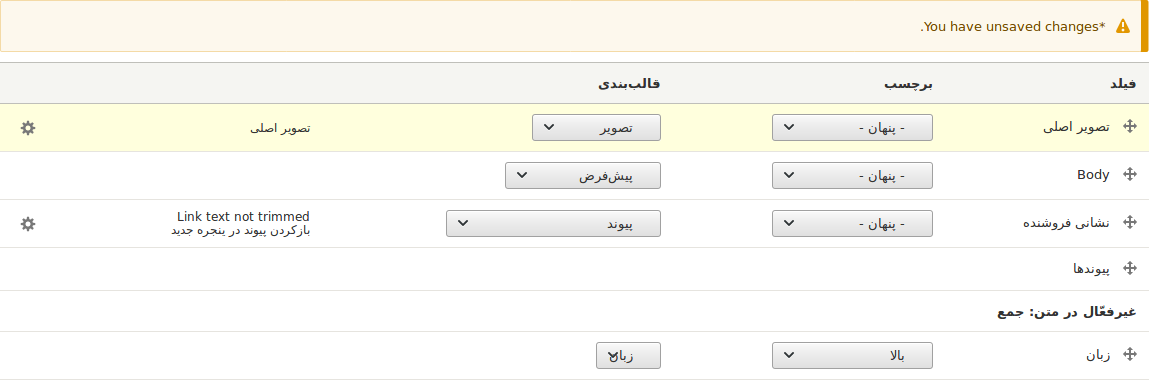 You have unsaved changes*.
فیلد برچسب قالب‌بندی
تصویر اصلی - پنهان - تصویر تصویر اصلی
Body - پنهان - پیش‌فرض
نشانی فروشنده - پنهان - پیوند Link text not trimmed
بازکردن پیوند در پنجره جدید
پیوندها
غیرفعّال در متن: جمع
زبان بالا زبان